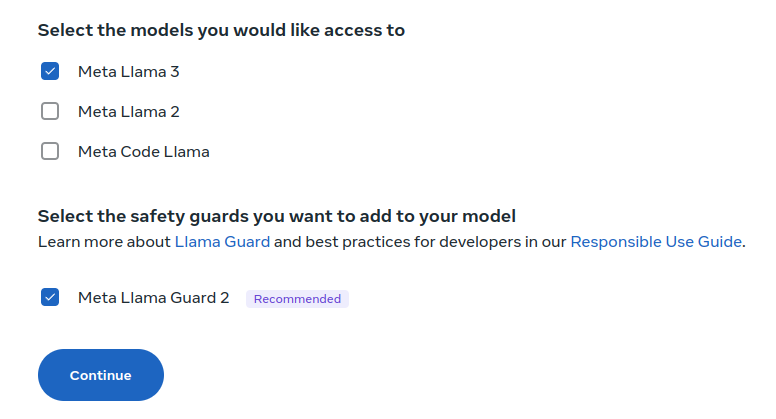 Select the models you would like access to
Meta Llama 3
Meta Llama 2
Meta Code Llama
Select the safety guards you want to add to your model
Learn more about Llama Guard and best practices for developers in our Responsible Use Guide.
Meta Llama Guard 2 Recommended
Continue